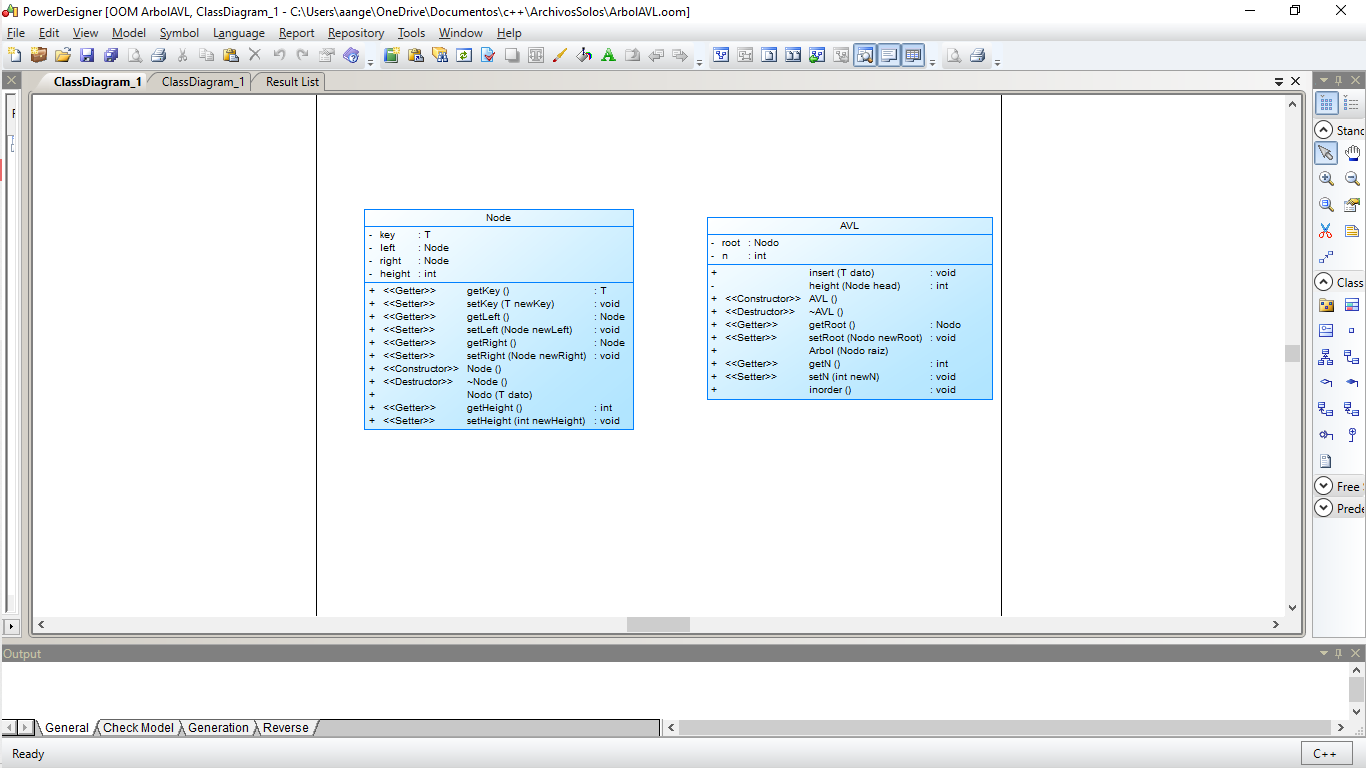 PowerDesigner [OOM ArbolAVL, ClassDiagram_1 - C:\Users\aange\OneDrive\Documentos\c++\ArchivosSolos\ArbolAVL.oom]
File Edit View Model Symbol Language Report Repository Tools Window Help
ClassDiagram_1 ClassDiagram_1 Result List
Node
- key : T
- left : Node
- right : Node
- height : int
+ <<Getter>> getKey () : T
+ <<Setter>> setKey (T newKey) : void
+ <<Getter>> getLeft () : Node
+ <<Setter>> setLeft (Node newLeft) : void
+ <<Getter>> getRight () : Node
+ <<Setter>> setRight (Node newRight) : void
+ <<Constructor>> Node ()
+ <<Destructor>> ~Node ()
+ Nodo (T dato)
+ <<Getter>> getHeight () : int
+ <<Setter>> setHeight (int newHeight) : void
AVL
- root : Nodo
- n : int
+ insert (T dato) : void
- height (Node head) : int
+ <<Constructor>> AVL ()
+ <<Destructor>> ~AVL ()
+ <<Getter>> getRoot () : Nodo
+ <<Setter>> setRoot (Nodo newRoot) : void
+ Arbol (Nodo raiz)
+ <<Getter>> getN () : int
+ <<Setter>> setN (int newN) : void
+ inorder () : void
Stanc
Class
Free
Prede
Output
General Check Model Generation Reverse
Ready
C++